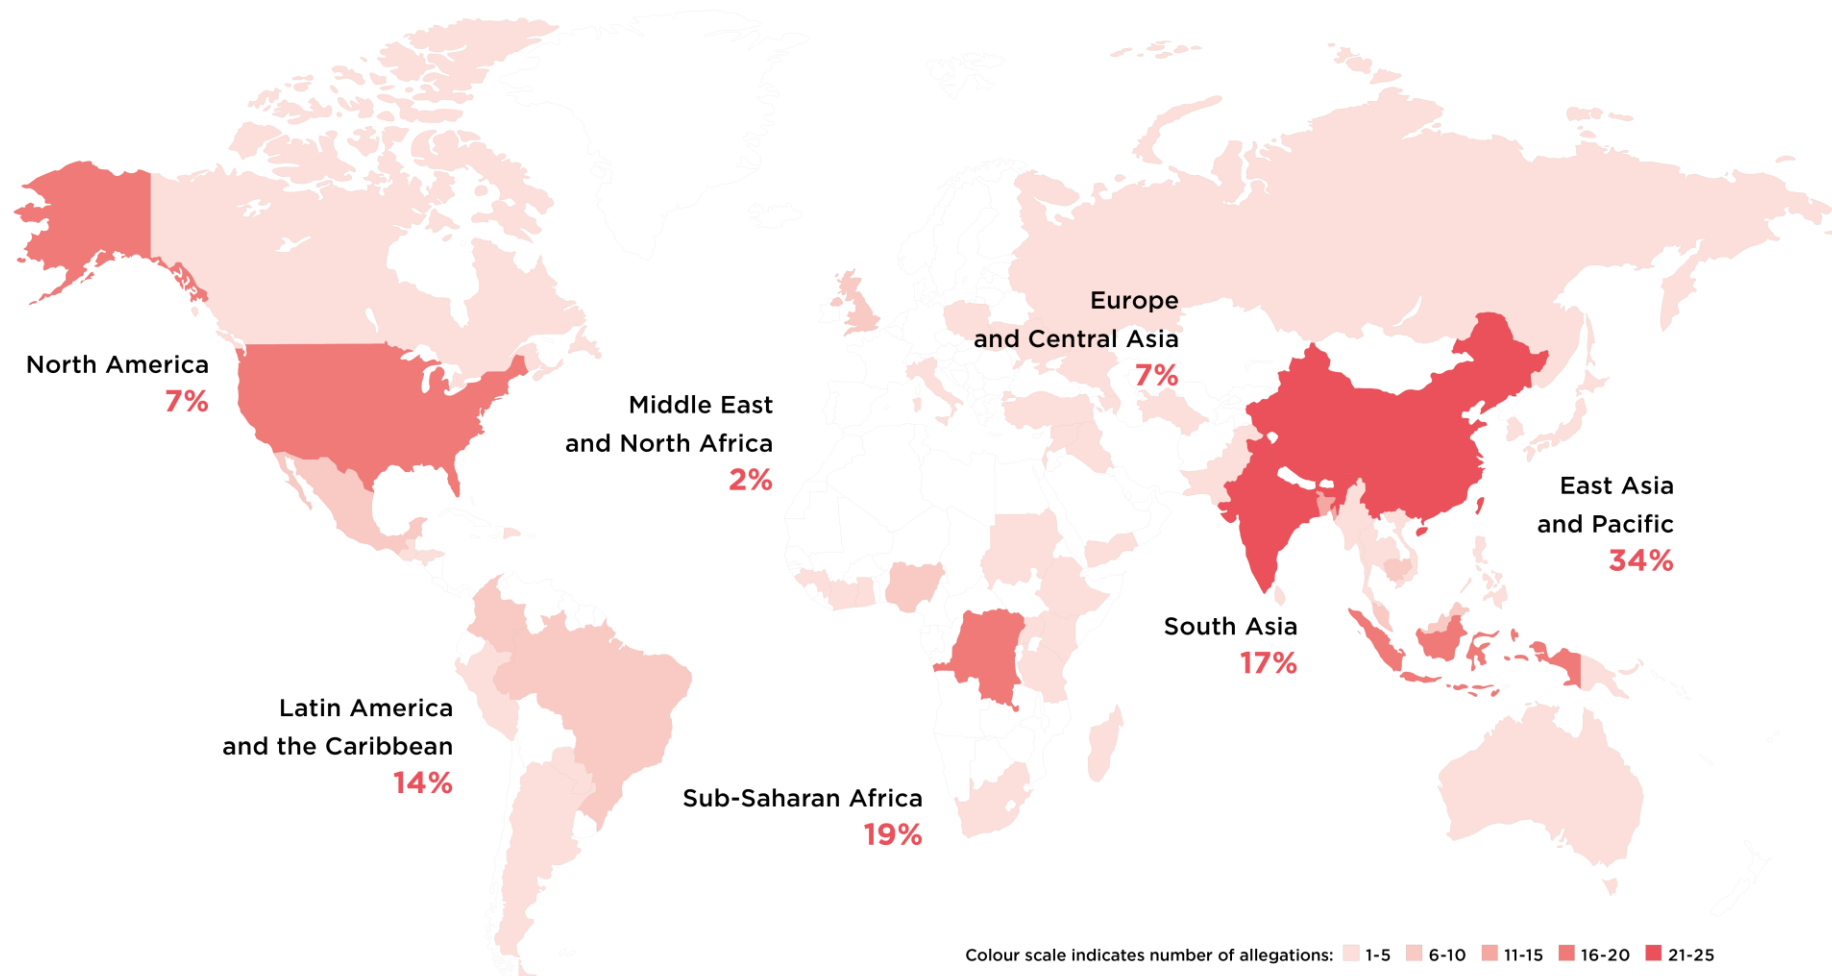 North America
7%
Middle East
and North Africa
2%
Europe
and Central Asia
7%
East Asia
and Pacific
34%
South Asia
17%
Latin America
and the Caribbean
14%
Sub-Saharan Africa
19%
Colour scale indicates number of allegations: 1-5 6-10 11-15 16-20 21-25